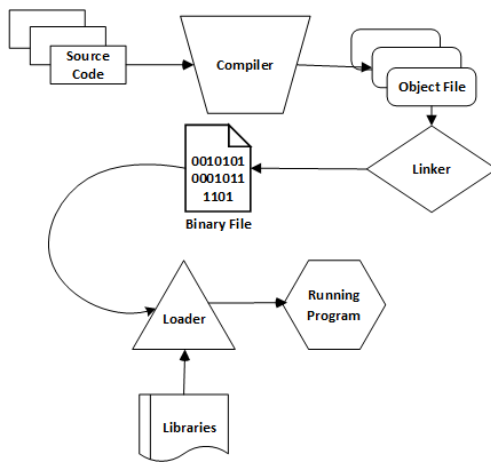 Source
Code
Compiler
Object File
0010101
0001011
1101
Binary File
Linker
Loader
Running
Program
Libraries